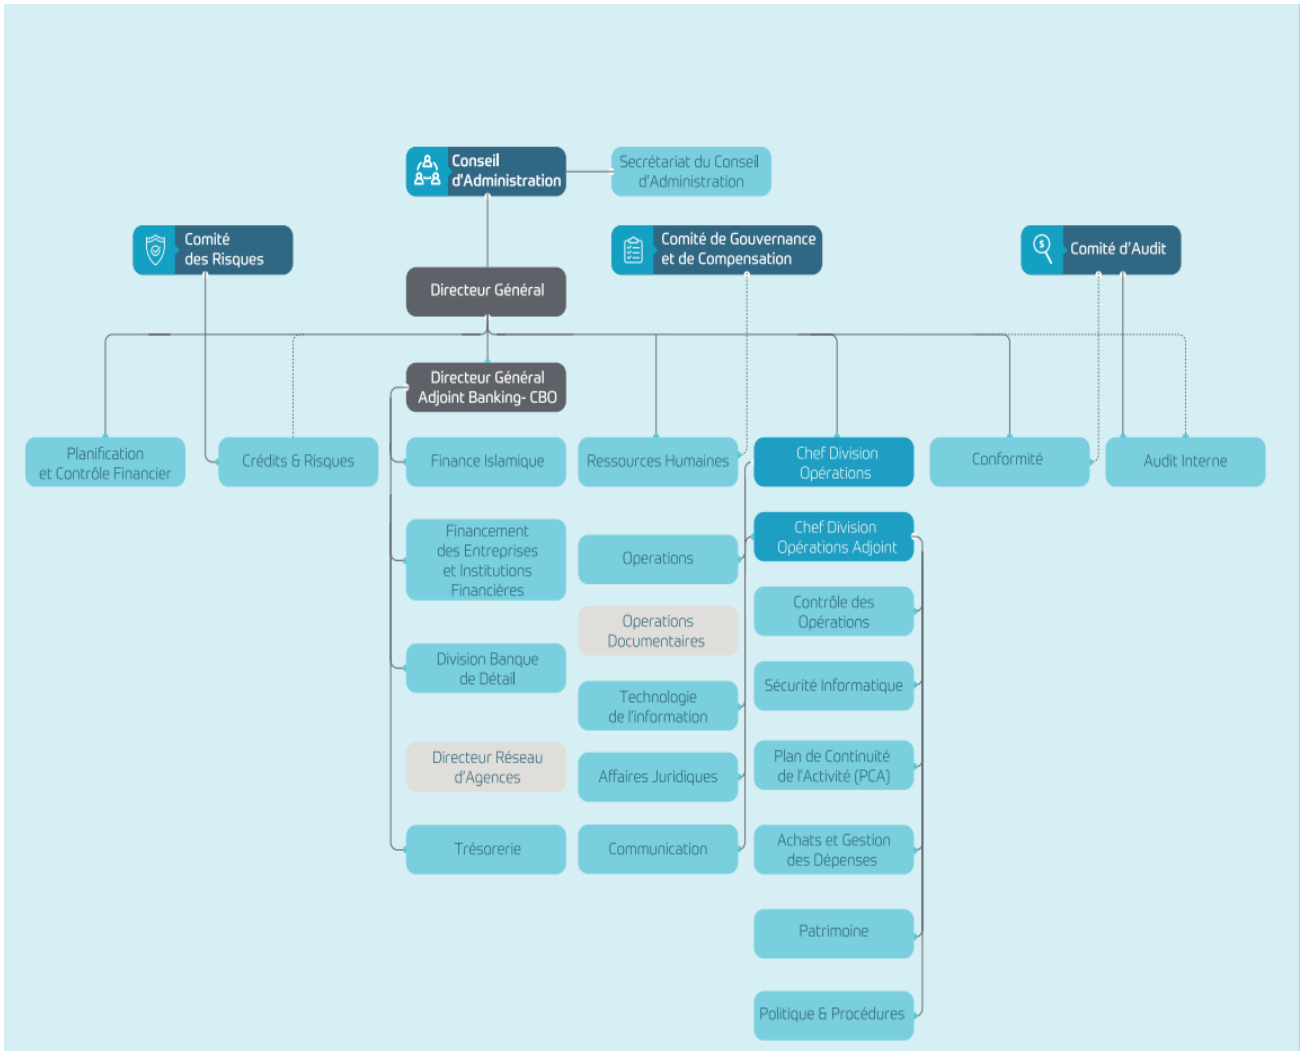 Conseil
d'Administration
Secrétariat du Conseil
d'Administration
Comité
des Risques
Comité de Gouvernance
et de Compensation
$
Comité d'Audit
Directeur Général
Directeur Général
Adjoint Banking- CBO
Planification
et Contrôle Financier
Crédits & Risques
Finance Islamique
Ressources Humaines
Chef Division
Opérations
Conformité
Audit Interne
Financement
des Entreprises
et Institutions
Financières
Operations
Chef Division
Opérations Adjoint
Operations
Documentaires
Contrôle des
Opérations
Division Banque
de Détail
Technologie
de l'information
Sécurité Informatique
Directeur Réseau
d'Agences
Affaires Juridiques
Plan de Continuité
de l'Activité (PCA)
Trésorerie
Communication
Achats et Gestion
des Dépenses
Patrimoine
Politique & Procédures